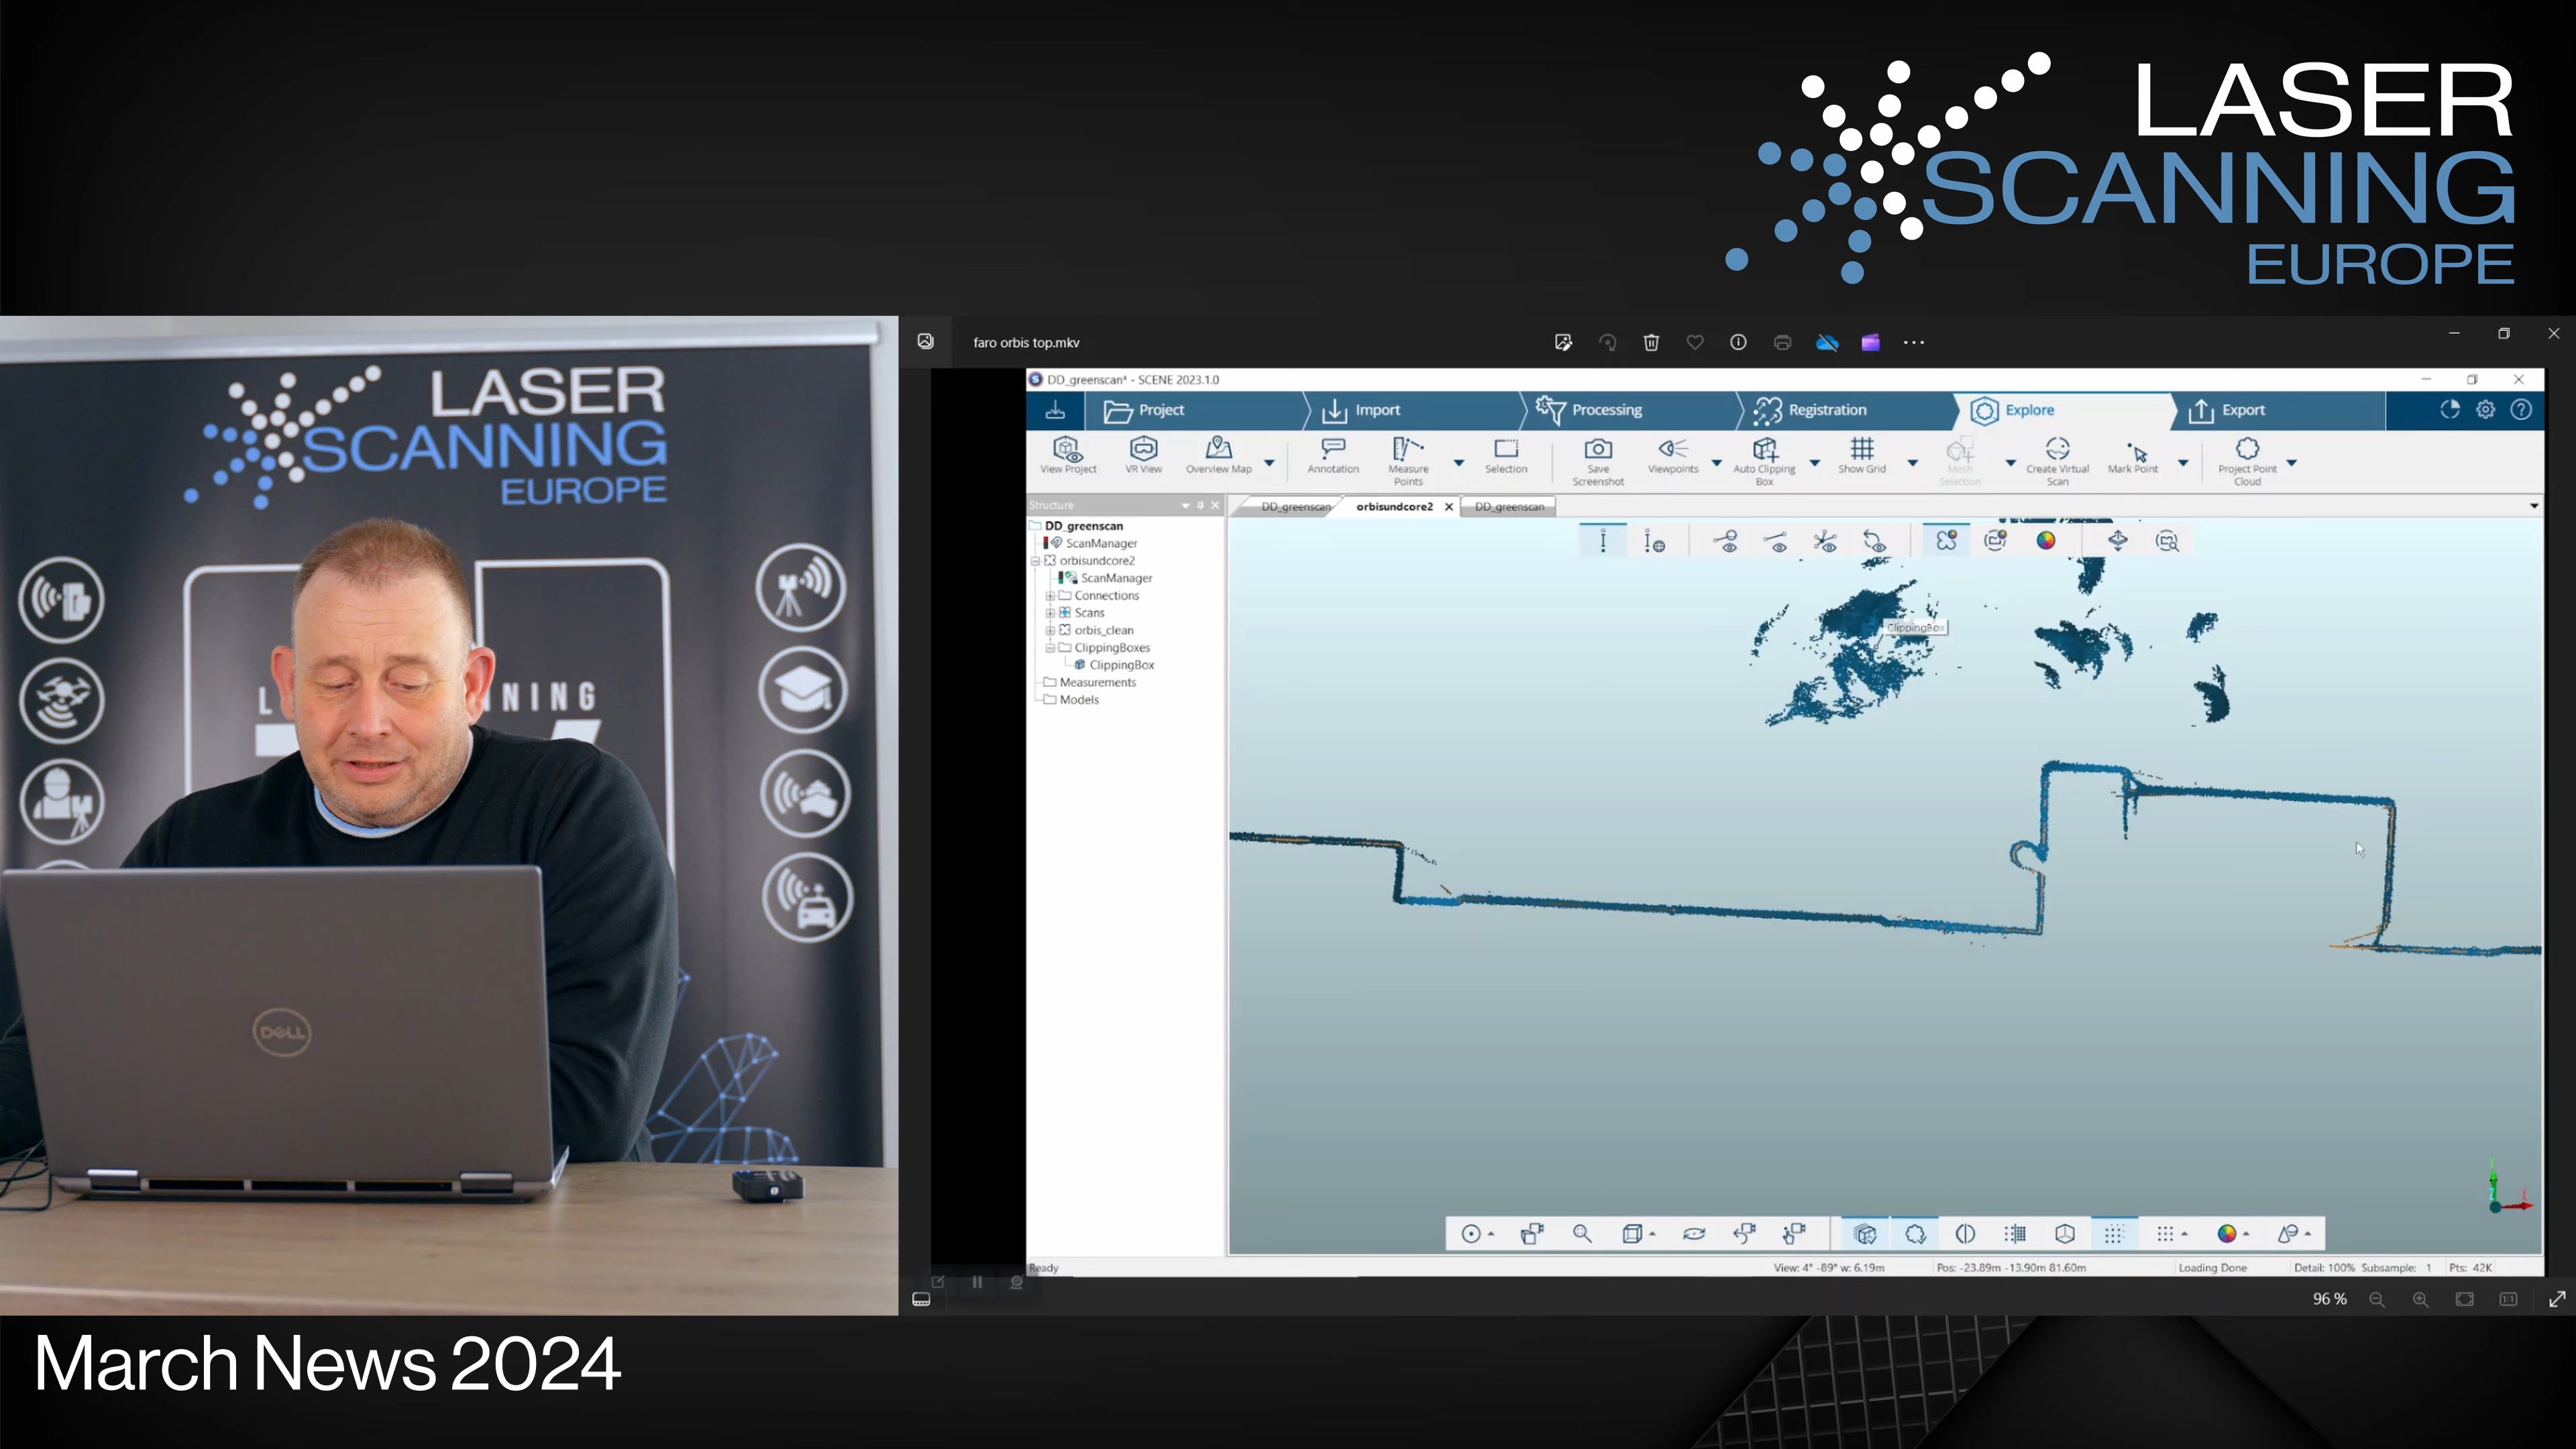 LASER
SCANNING
EUROPE
LASER
SCANNING
EUROPE
NING
DELL
faro orbis top.mkv
DD_greenscan* - SCENE 2023.1.0
Project
Import
Processing
Registration
Explore
Export
View Project
VR View
Overview Map
Annotation
Measure Points
Selection
Save Screenshot
Viewpoints
Auto Clipping Box
Show Grid
Mesh Selection
Create Virtual Scan
Mark Point
Project Point Cloud
Structure
DD_greenscan
orbisundcore2
DD_greenscan
DD_greenscan
ScanManager
orbisundcore2
ScanManager
Connections
Scans
orbis_clean
ClippingBoxes
ClippingBox
Measurements
Models
ClippingBox
Ready
View: 4° -89° w: 6.19m
Pos: -23.89m -13.90m 81.60m
Loading Done
Detail: 100% Subsample: 1 Pts: 42K
96 %
March News 2024